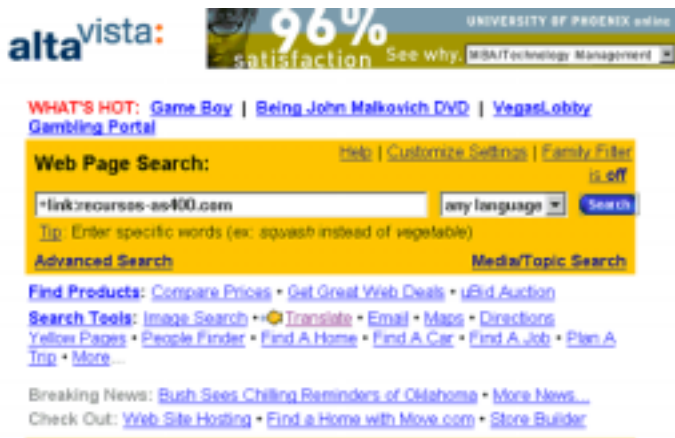 altavista:
96%
satisfaction See why.
UNIVERSITY OF PHOENIX online
MBA/Technology Management
WHAT'S HOT: Game Boy | Being John Malkovich DVD | VegasLobby
Gambling Portal
Web Page Search:
Help | Customize Settings | Family Filter
is off
+link:recursos-as400.com any language Search
Tip: Enter specific words (ex: squash instead of vegetable)
Advanced Search Media/Topic Search
Find Products: Compare Prices • Get Great Web Deals • uBid Auction
Search Tools: Image Search • Translate • Email • Maps • Directions
Yellow Pages • People Finder • Find A Home • Find A Car • Find A Job • Plan A
Trip • More...
Breaking News: Bush Sees Chilling Reminders of Oklahoma • More News...
Check Out: Web Site Hosting • Find a Home with Move.com • Store Builder